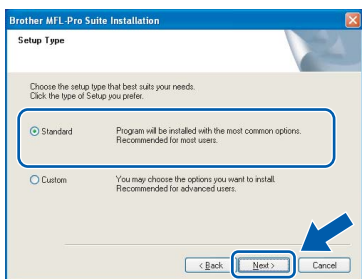 Brother MFL-Pro Suite Installation
Setup Type
Choose the setup type that best suits your needs.
Click the type of Setup you prefer.
Standard
Program will be installed with the most common options.
Recommended for most users.
Custom
You may choose the options you want to install.
Recommended for advanced users.
< Back
Next >
Cancel